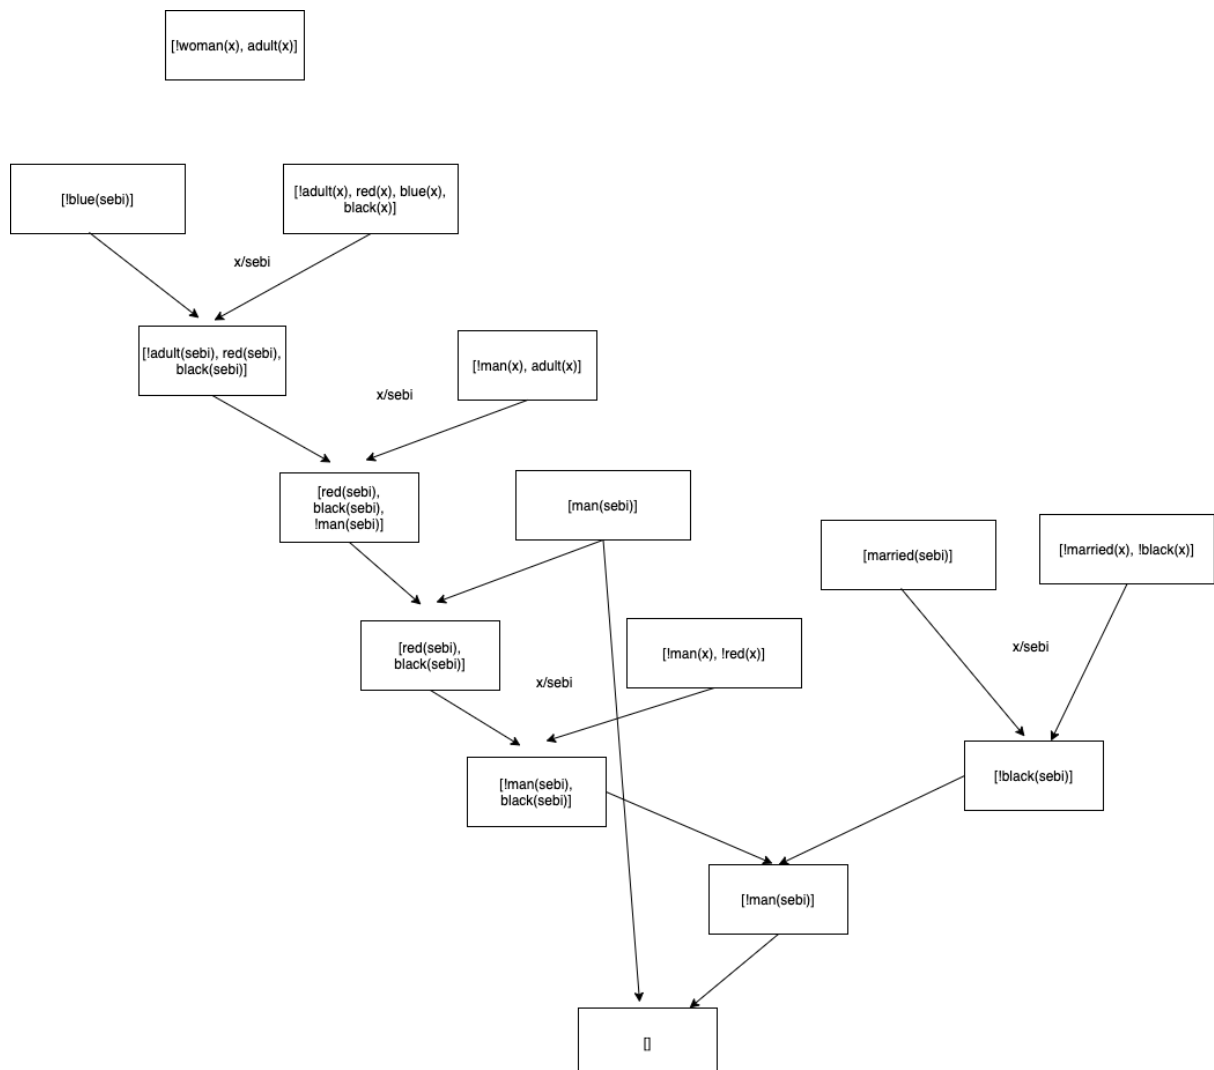 [!woman(x), adult(x)]
[!blue(sebi)]
[!adult(x), red(x), blue(x),
black(x)]
x/sebi
[!adult(sebi), red(sebi),
black(sebi)]
[!man(x), adult(x)]
x/sebi
[red(sebi),
black(sebi),
!man(sebi)]
[man(sebi)]
[married(sebi)]
[!married(x), !black(x)]
[red(sebi),
black(sebi)]
[!man(x), !red(x)]
x/sebi
x/sebi
[!man(sebi),
black(sebi)]
[!black(sebi)]
[!man(sebi)]
[]